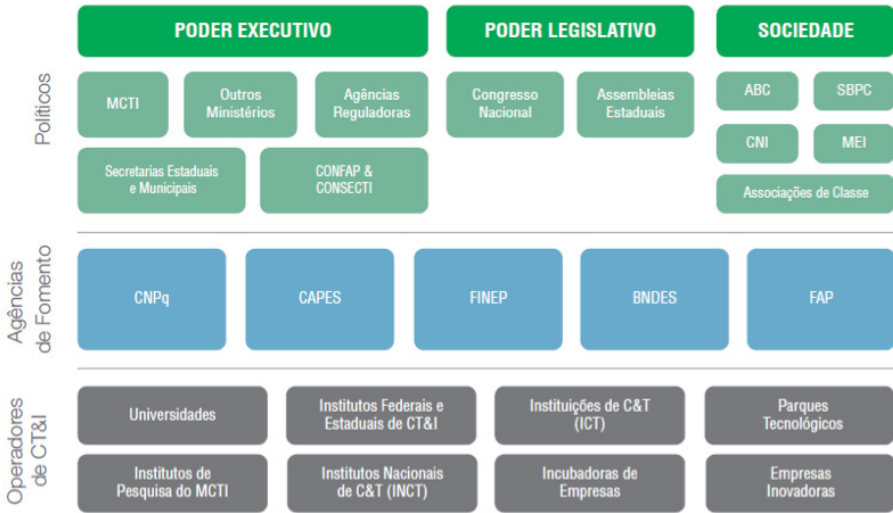 PODER EXECUTIVO
PODER LEGISLATIVO
SOCIEDADE
Políticos
MCTI
Outros
Ministérios
Agências
Reguladoras
Congresso
Nacional
Assembleias
Estaduais
ABC
SBPC
CNI
MEI
Secretarias Estaduais
e Municipais
CONFAP &
CONSECTI
Associações de Classe
Agências
de Fomento
CNPq
CAPES
FINEP
BNDES
FAP
Operadores
de CT&I
Universidades
Institutos Federais e
Estaduais de CT&I
Instituições de C&T
(ICT)
Parques
Tecnológicos
Institutos de
Pesquisa do MCTI
Institutos Nacionais
de C&T (INCT)
Incubadoras de
Empresas
Empresas
Inovadoras